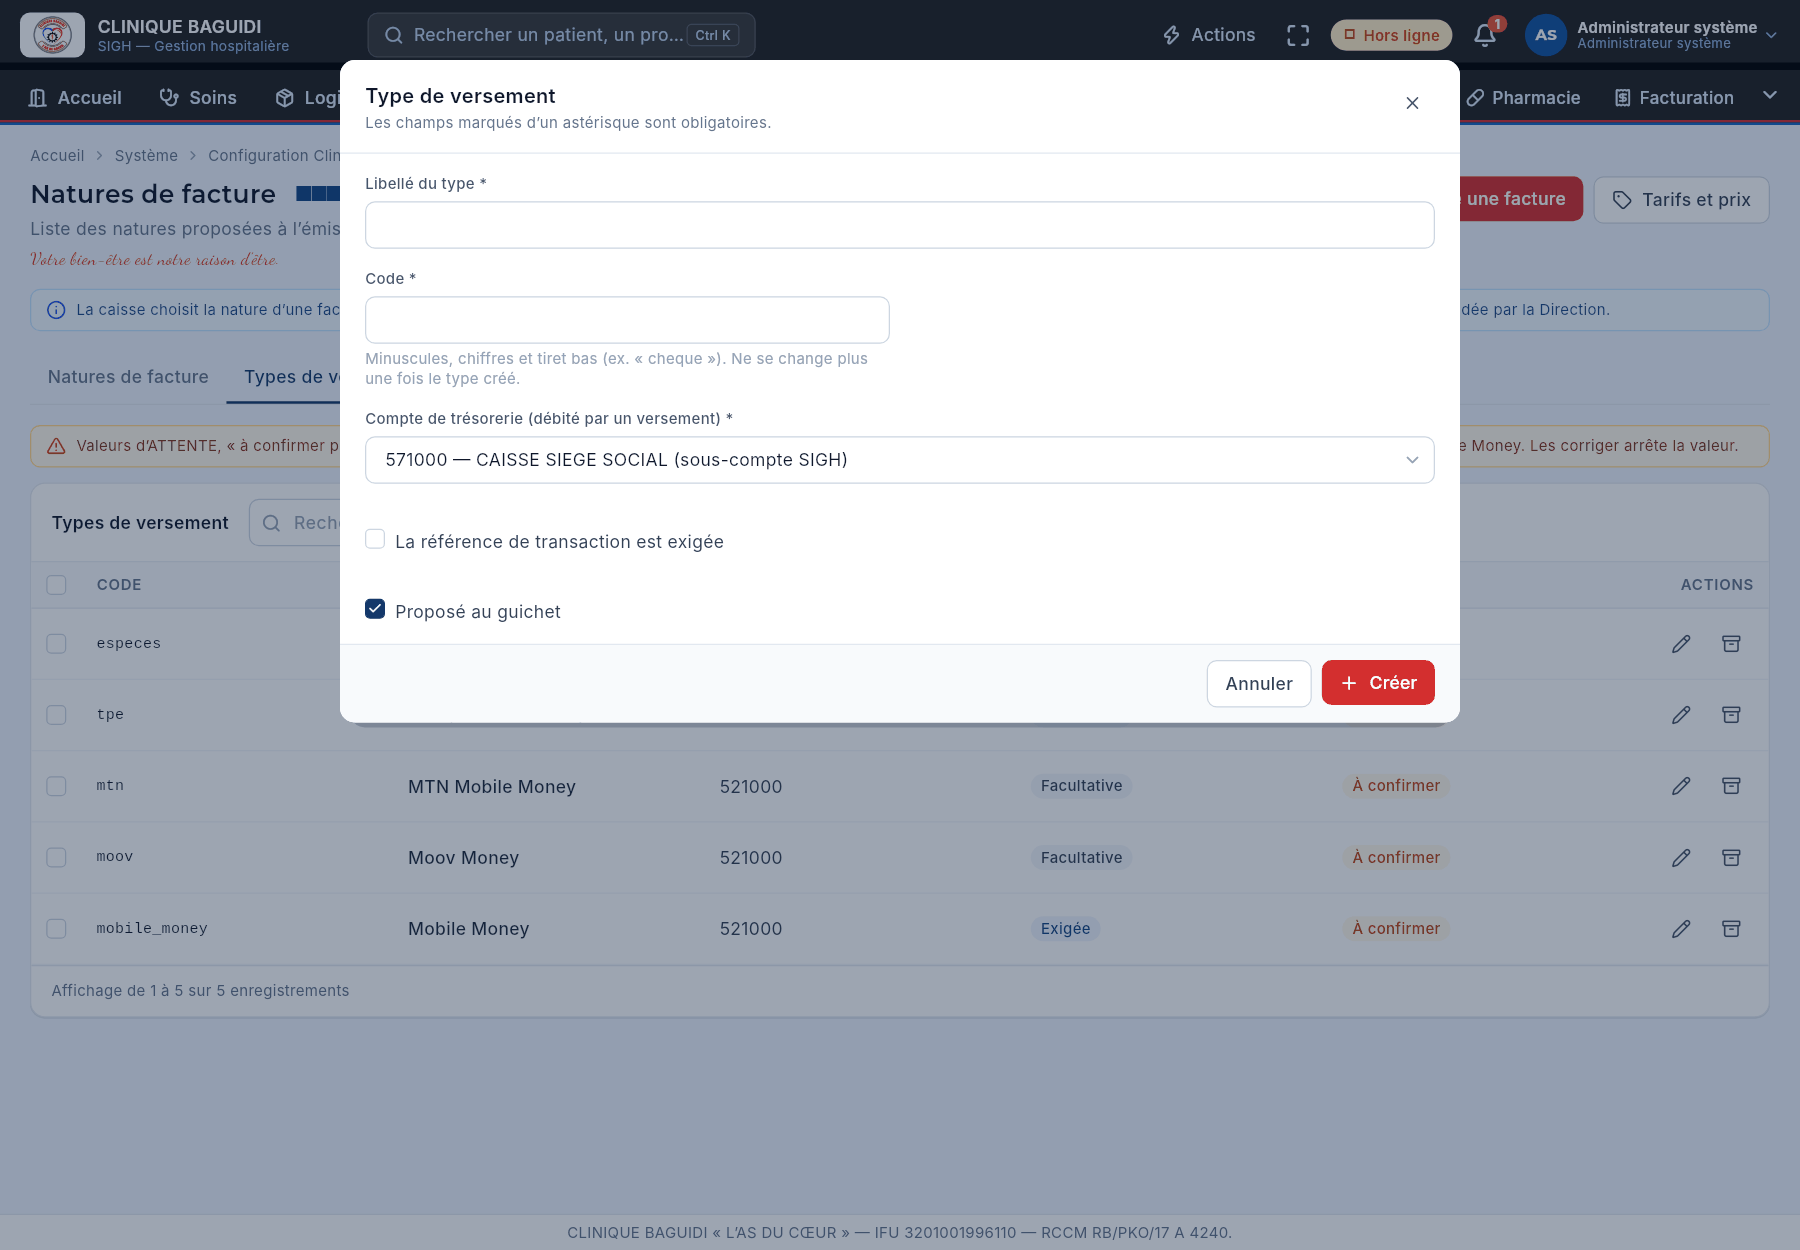 CLINIQUE BAGUIDI
SIGH — Gestion hospitalière
Rechercher un patient, un pro... Ctrl K
Actions
Hors ligne
1
AS
Administrateur système
Administrateur système
Accueil
Soins
Logi
Pharmacie
Facturation
Accueil > Système > Configuration Clin
Natures de facture
Liste des natures proposées à l’émis
Votre bien-être est notre raison d'être.
une facture
Tarifs et prix
La caisse choisit la nature d’une fac
dée par la Direction.
Natures de facture
Types de v
Valeurs d’ATTENTE, « à confirmer p
e Money. Les corriger arrête la valeur.
Type de versement
Les champs marqués d’un astérisque sont obligatoires.
Libellé du type *
Code *
Minuscules, chiffres et tiret bas (ex. « cheque »). Ne se change plus
une fois le type créé.
Compte de trésorerie (débité par un versement) *
571000 — CAISSE SIEGE SOCIAL (sous-compte SIGH)
La référence de transaction est exigée
Proposé au guichet
Annuler
+ Créer
Types de versement
Rech
CODE
ACTIONS
especes
tpe
mtn MTN Mobile Money 521000 Facultative À confirmer
moov Moov Money 521000 Facultative À confirmer
mobile_money Mobile Money 521000 Exigée À confirmer
Affichage de 1 à 5 sur 5 enregistrements
CLINIQUE BAGUIDI « L’AS DU CŒUR » — IFU 3201001996110 — RCCM RB/PKO/17 A 4240.